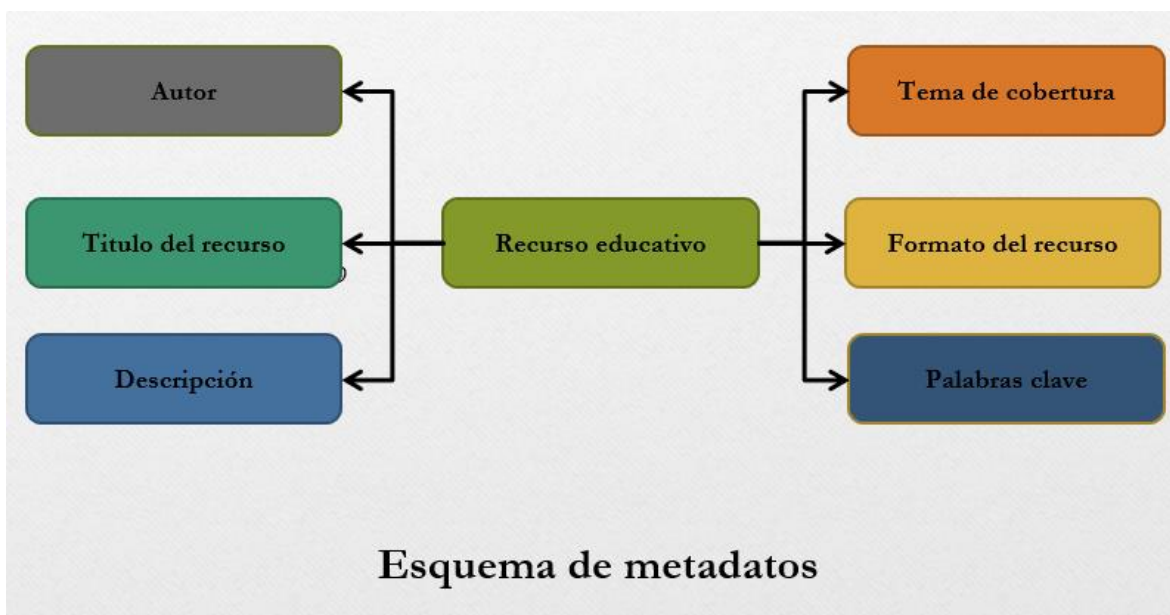 Autor
Tema de cobertura
Titulo del recurso
Recurso educativo
Formato del recurso
Descripción
Palabras clave
Esquema de metadatos